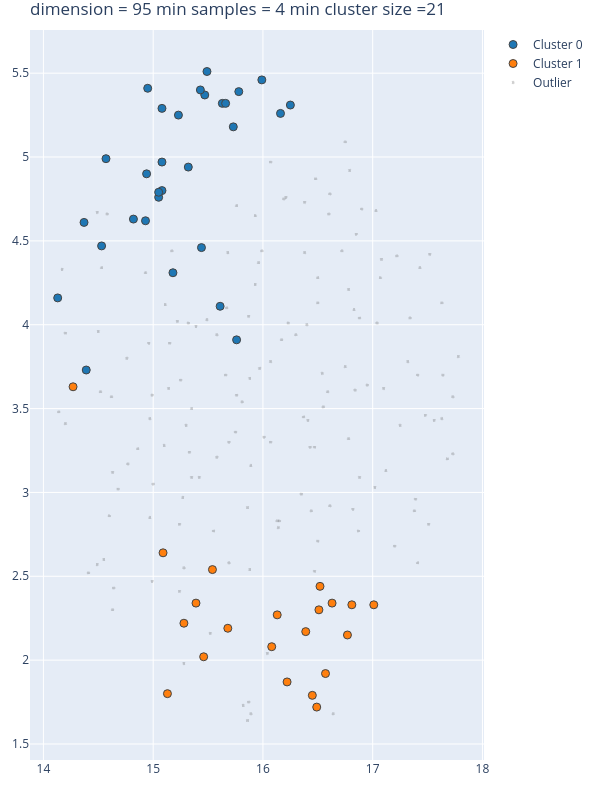 dimension = 95 min samples = 4 min cluster size =21
Cluster 0
Cluster 1
Outlier
5.5
5
4.5
4
3.5
3
2.5
2
1.5
14 15 16 17 18